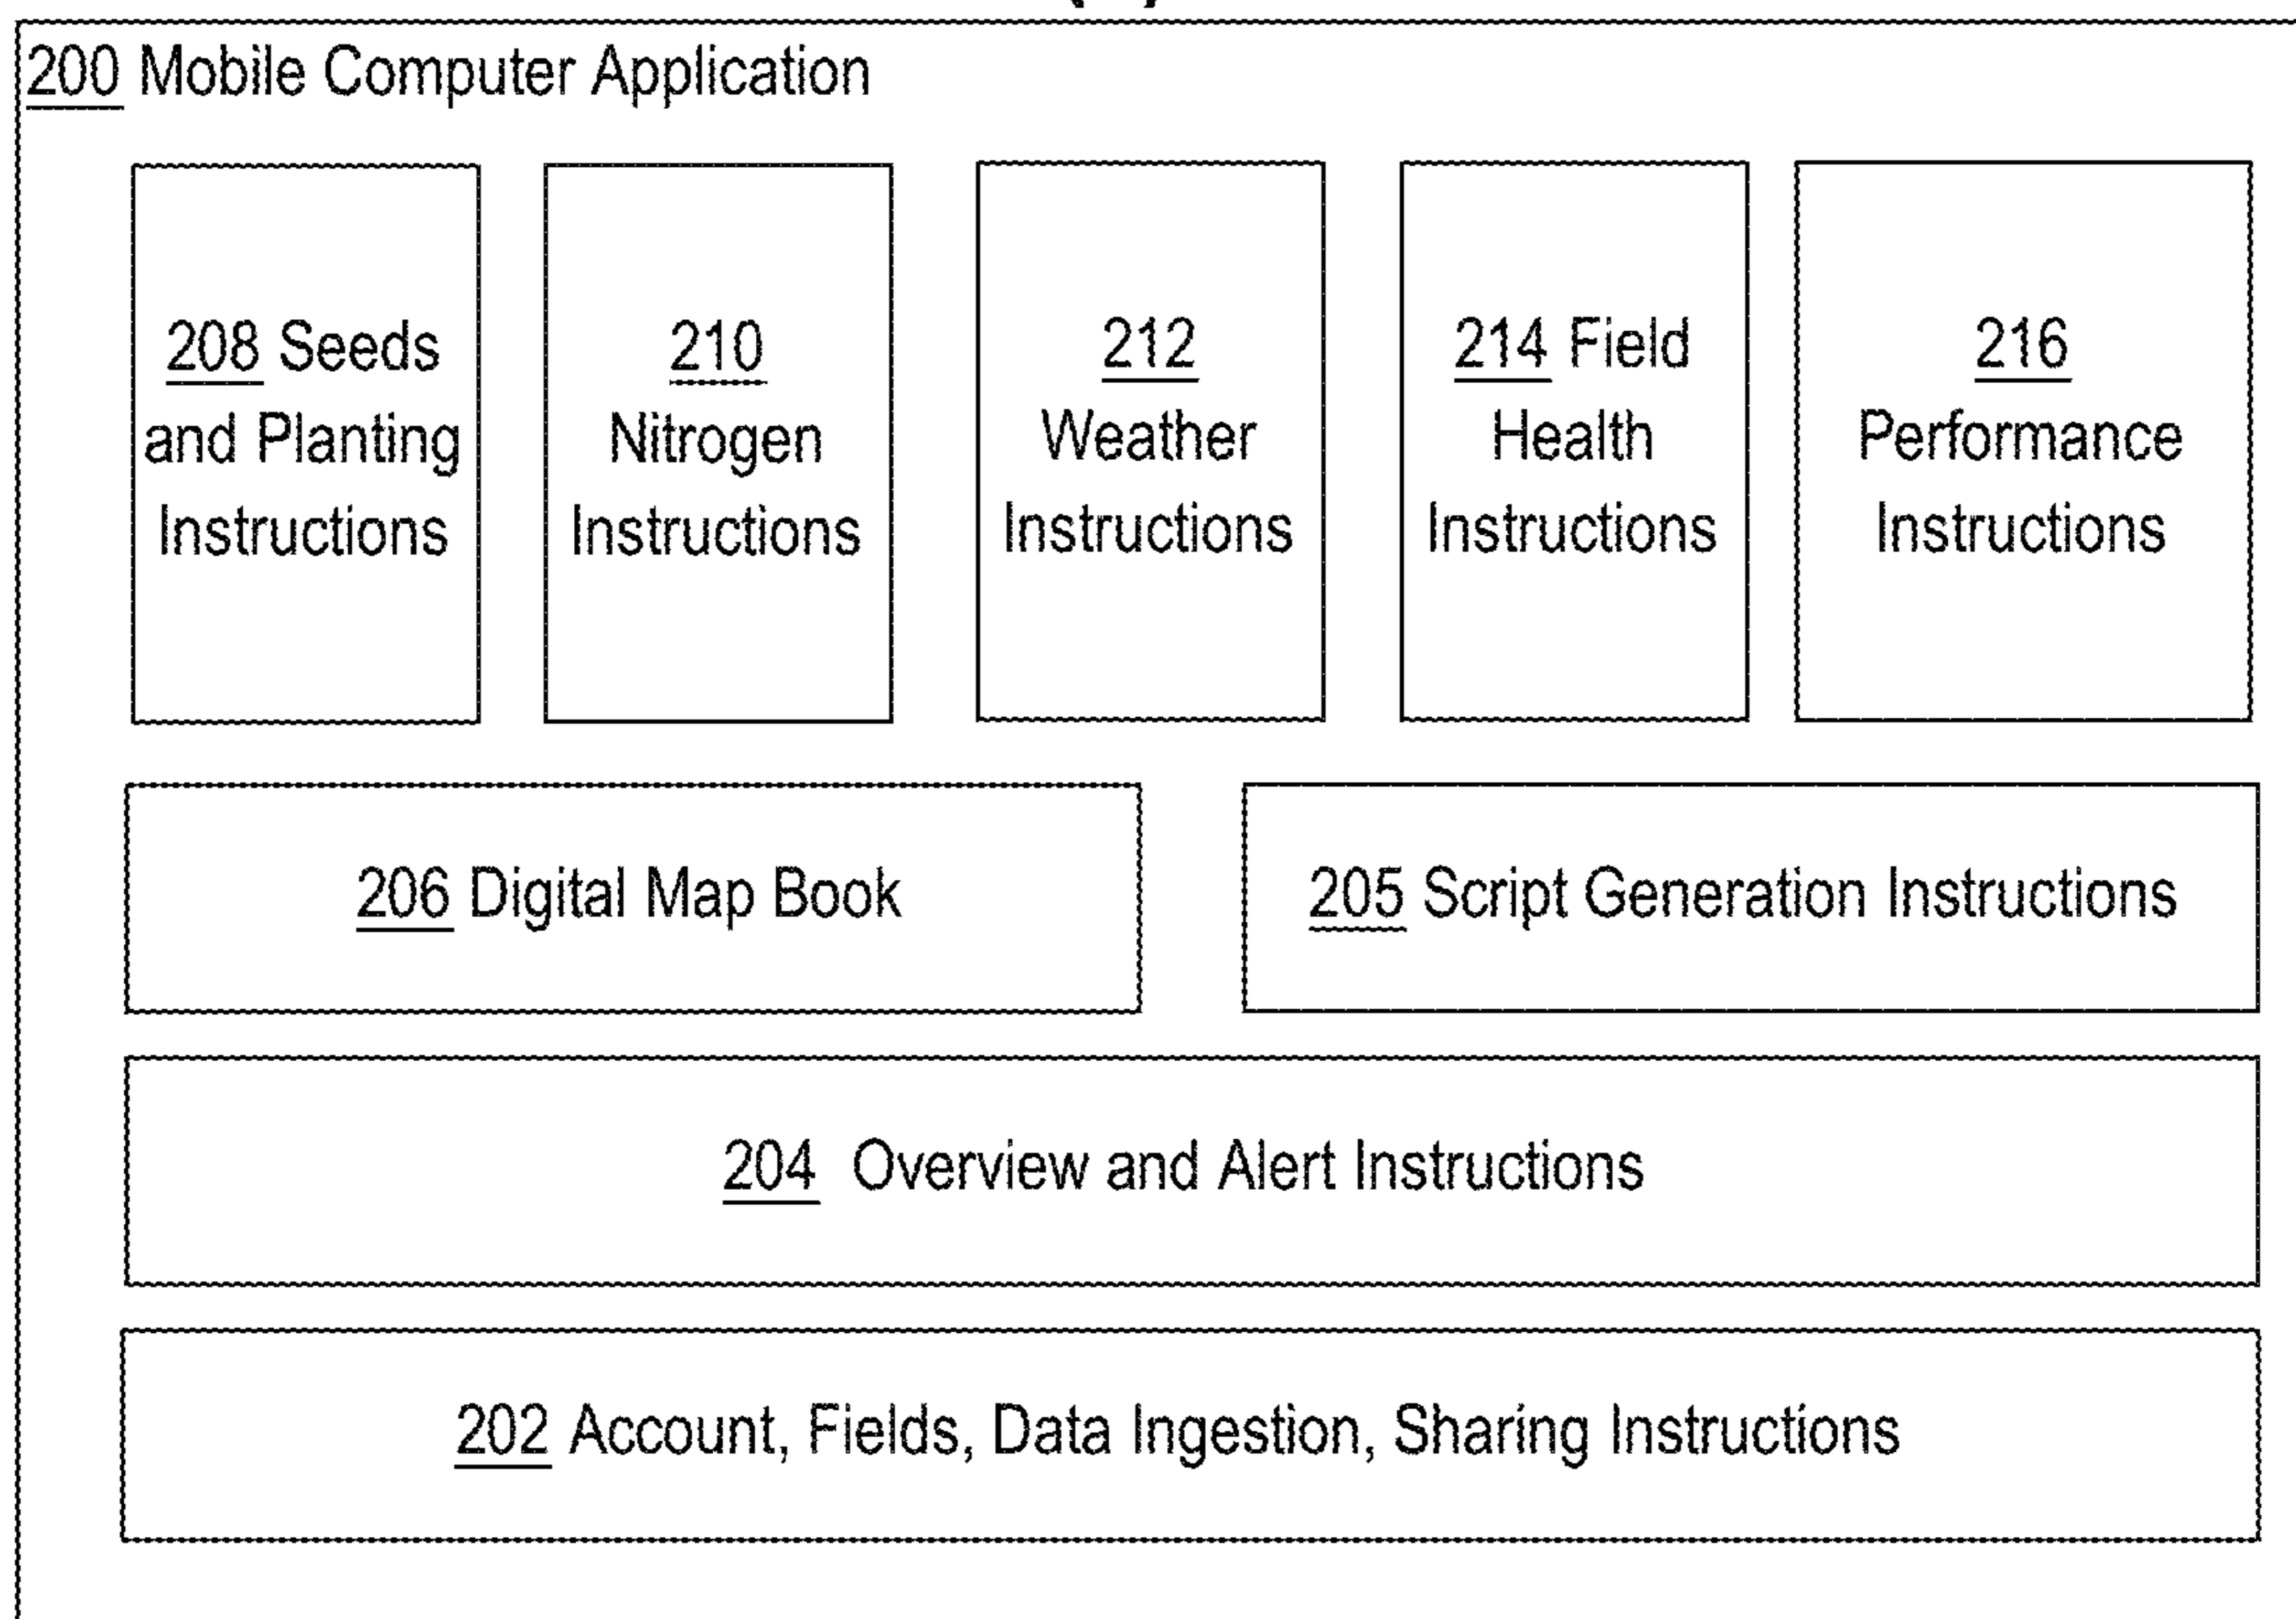 200 Mobile Computer Application
208 Seeds
and Planting
Instructions
210
Nitrogen
Instructions
212
Weather
Instructions
214 Field
Health
Instructions
216
Performance
Instructions
206 Digital Map Book
205 Script Generation Instructions
204 Overview and Alert Instructions
202 Account, Fields, Data Ingestion, Sharing Instructions